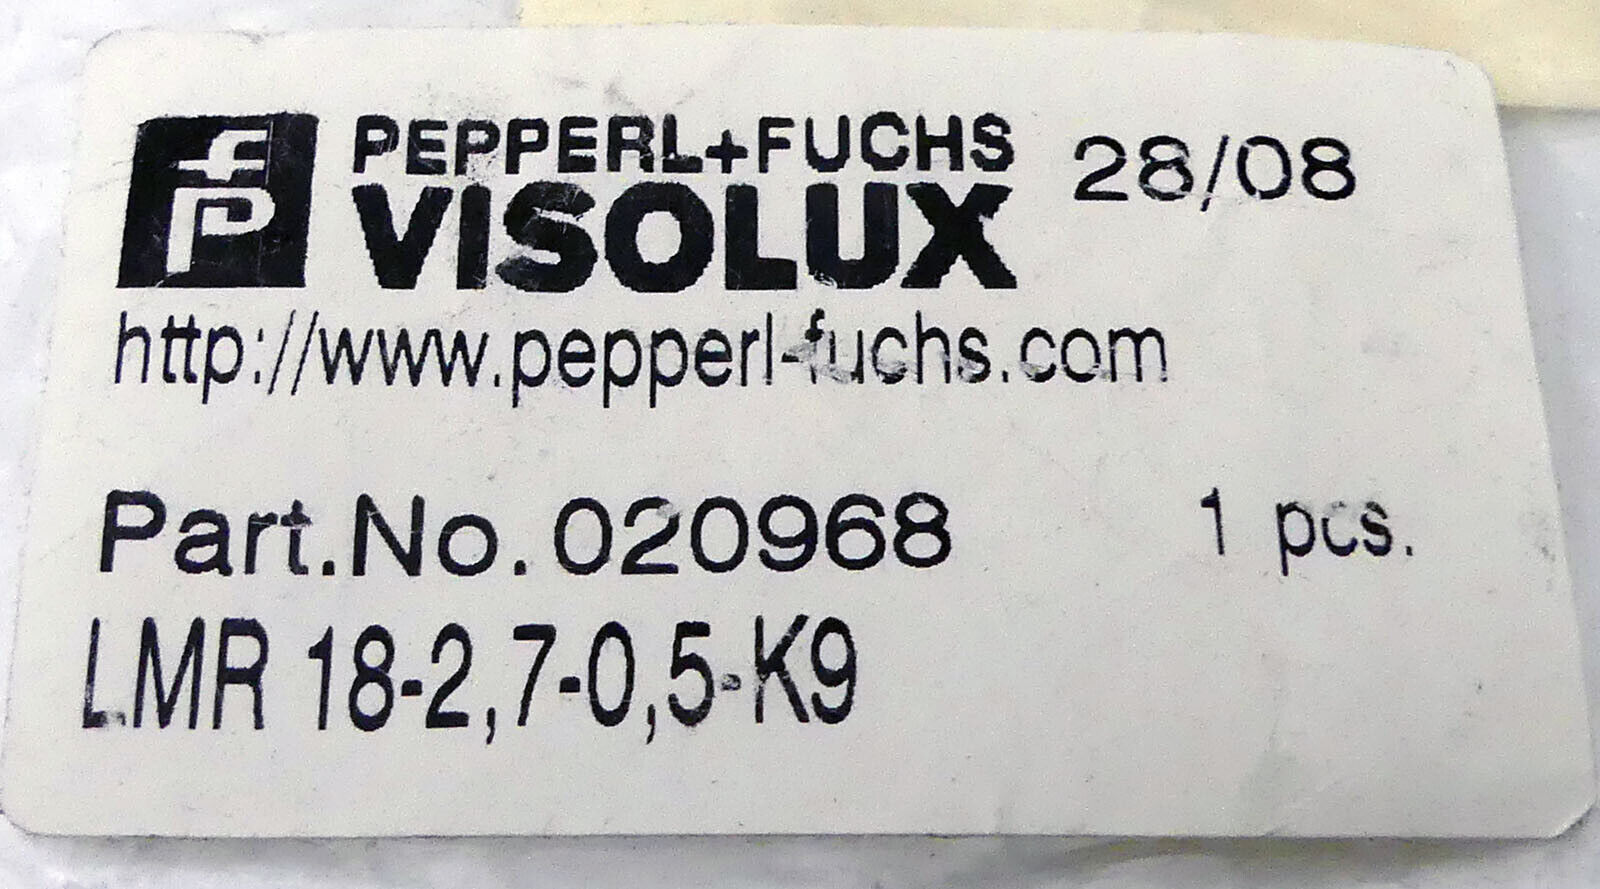 PEPPERL+FUCHS 28/08
VISOLUX
http://www.pepperl-fuchs.com
Part.No.020968 1 pcs.
LMR 18-2,7-0,5-K9